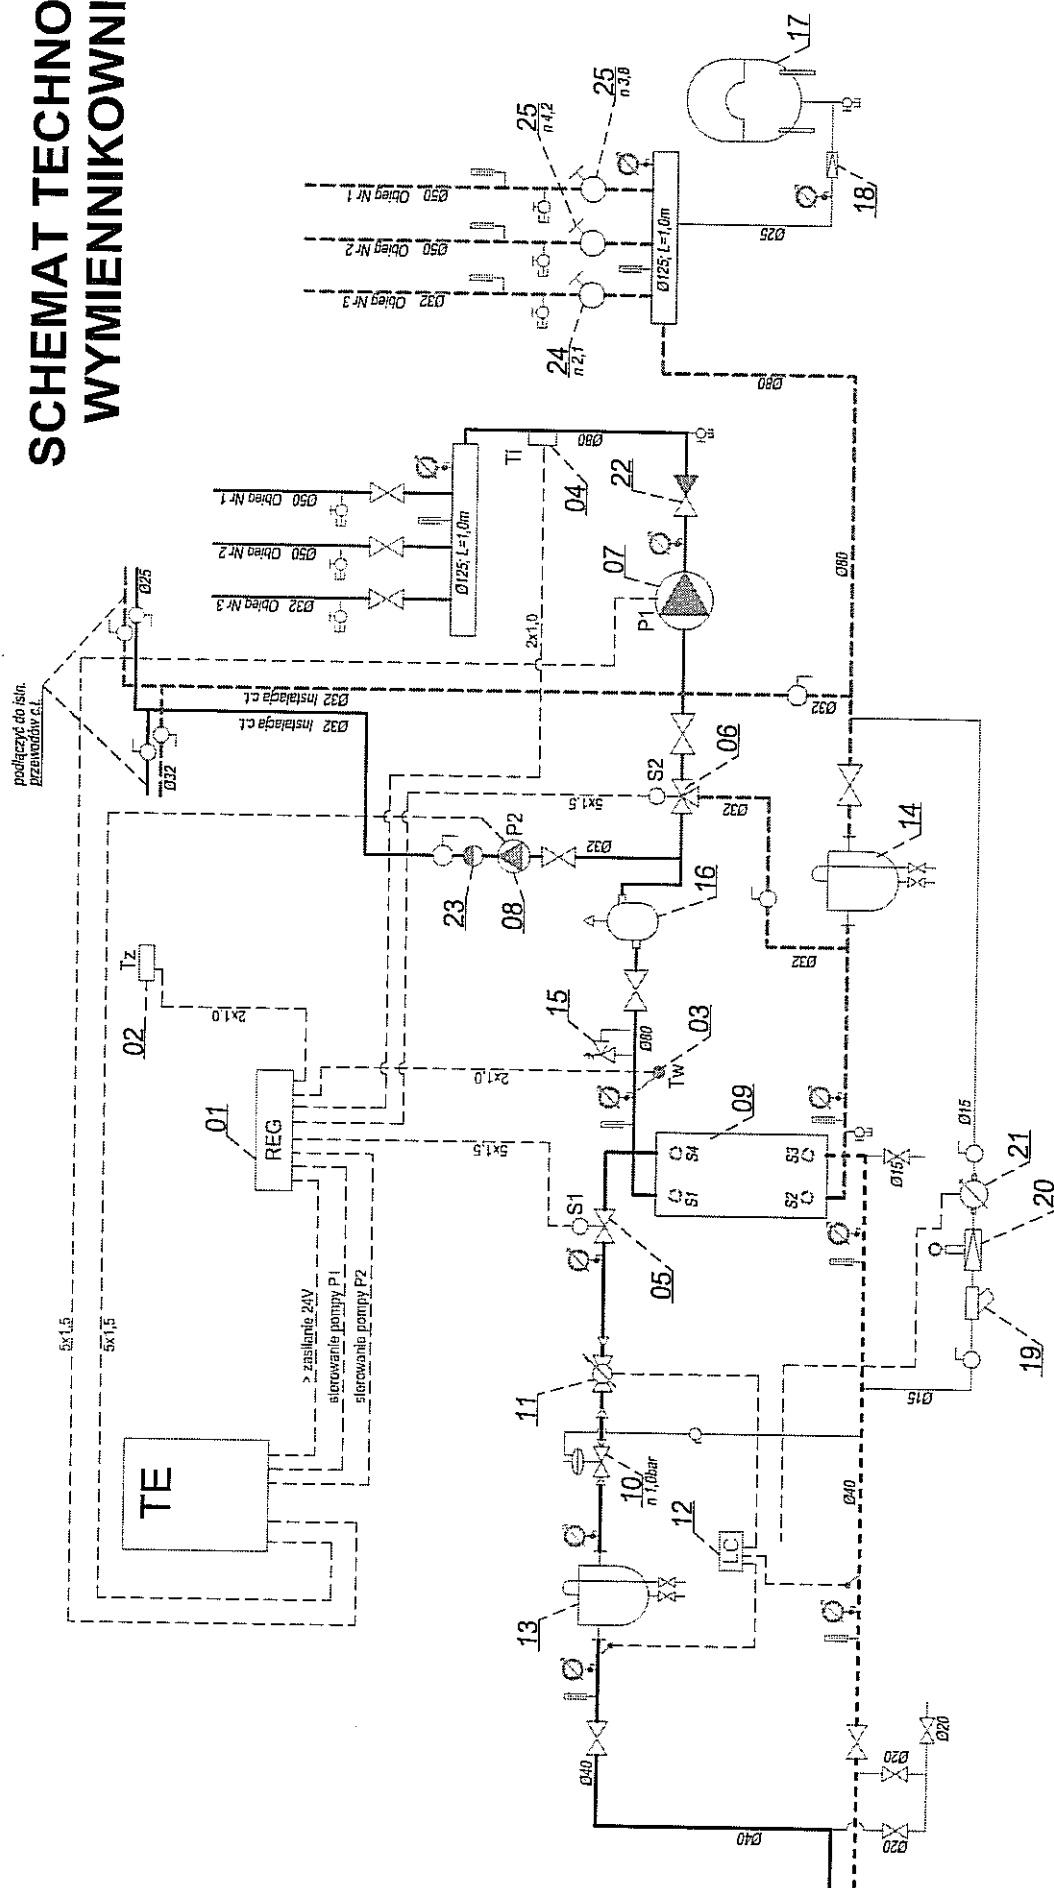 SCHEMAT TECHNO
WYMIENNIKOWNI
TE
5x1,5
5x1,5
> zasilanie 24V
sterowanie pompy P1
sterowanie pompy P2
01
REG
02
Tz
2x1,0
2x1,0
5x1,5
5x1,5
2x1,0
podłączyć do istn.
przewodów c.t.
Ø25
Ø32
Ø32 Instalacja c.t.
Ø32 Instalacja c.t.
Obieg Nr 3 Ø32
Obieg Nr 2 Ø50
Obieg Nr 1 Ø50
Ø125; L=1,0m
Ti
04
Ø80
22
07
P1
S2
06
Ø32
P2
23
08
Ø32
16
15
Ø80
03
Tw
09
S4
S1
S3
S2
S1
05
11
10
n 1,0bar
12
LC
13
Ø40
Ø40
Ø40
Ø20
Ø20
Ø20
Ø15
Ø15
Ø15
19
20
21
14
Ø32
Ø32
Ø80
Ø80
Obieg Nr 3 Ø32
Obieg Nr 2 Ø50
Obieg Nr 1 Ø50
24
n 2,1
25
n 4,2
25
n 3,8
Ø125; L=1,0m
Ø25
17
18